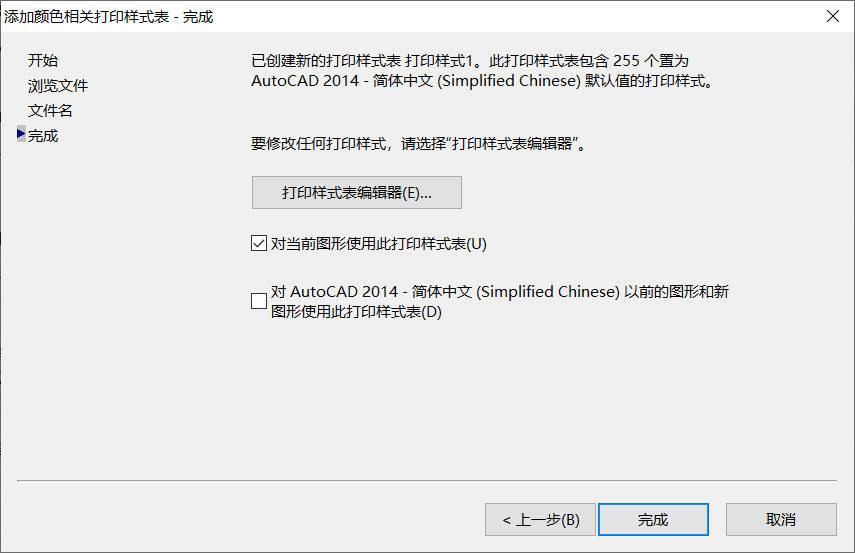 添加颜色相关打印样式表 - 完成
开始
浏览文件
文件名
完成
已创建新的打印样式表 打印样式1。此打印样式表包含 255 个置为
AutoCAD 2014 - 简体中文 (Simplified Chinese) 默认值的打印样式。
要修改任何打印样式，请选择“打印样式表编辑器”。
打印样式表编辑器(E)...
对当前图形使用此打印样式表(U)
对 AutoCAD 2014 - 简体中文 (Simplified Chinese) 以前的图形和新
图形使用此打印样式表(D)
< 上一步(B)
完成
取消